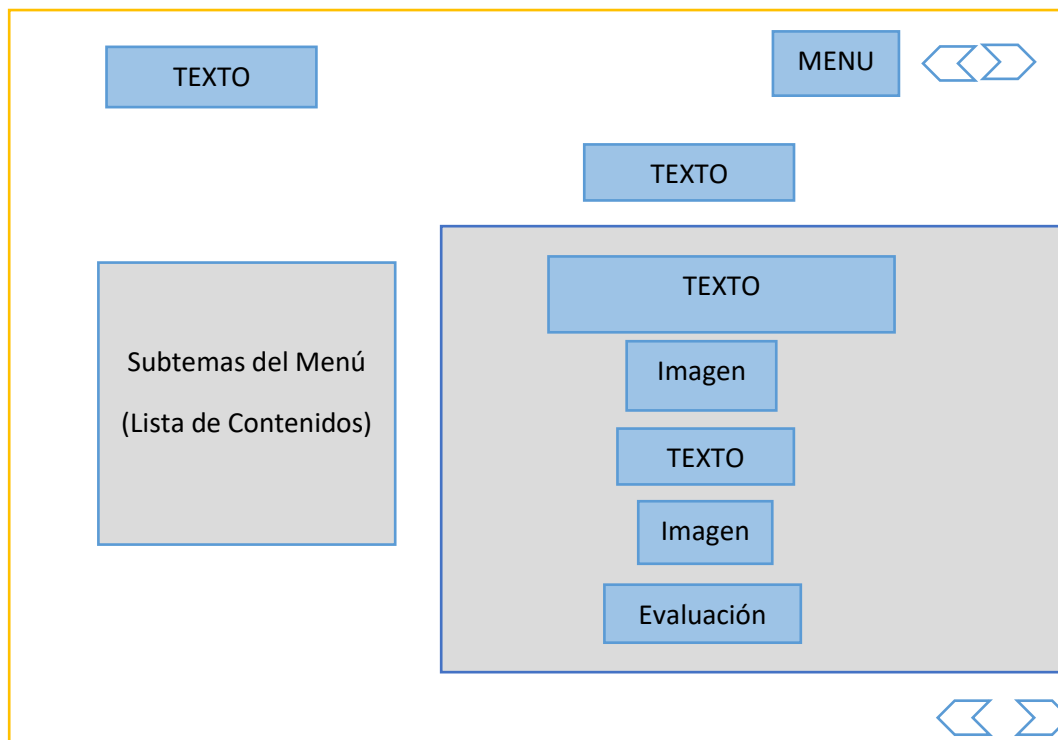 TEXTO
MENU
TEXTO
Subtemas del Menú
(Lista de Contenidos)
TEXTO
Imagen
TEXTO
Imagen
Evaluación